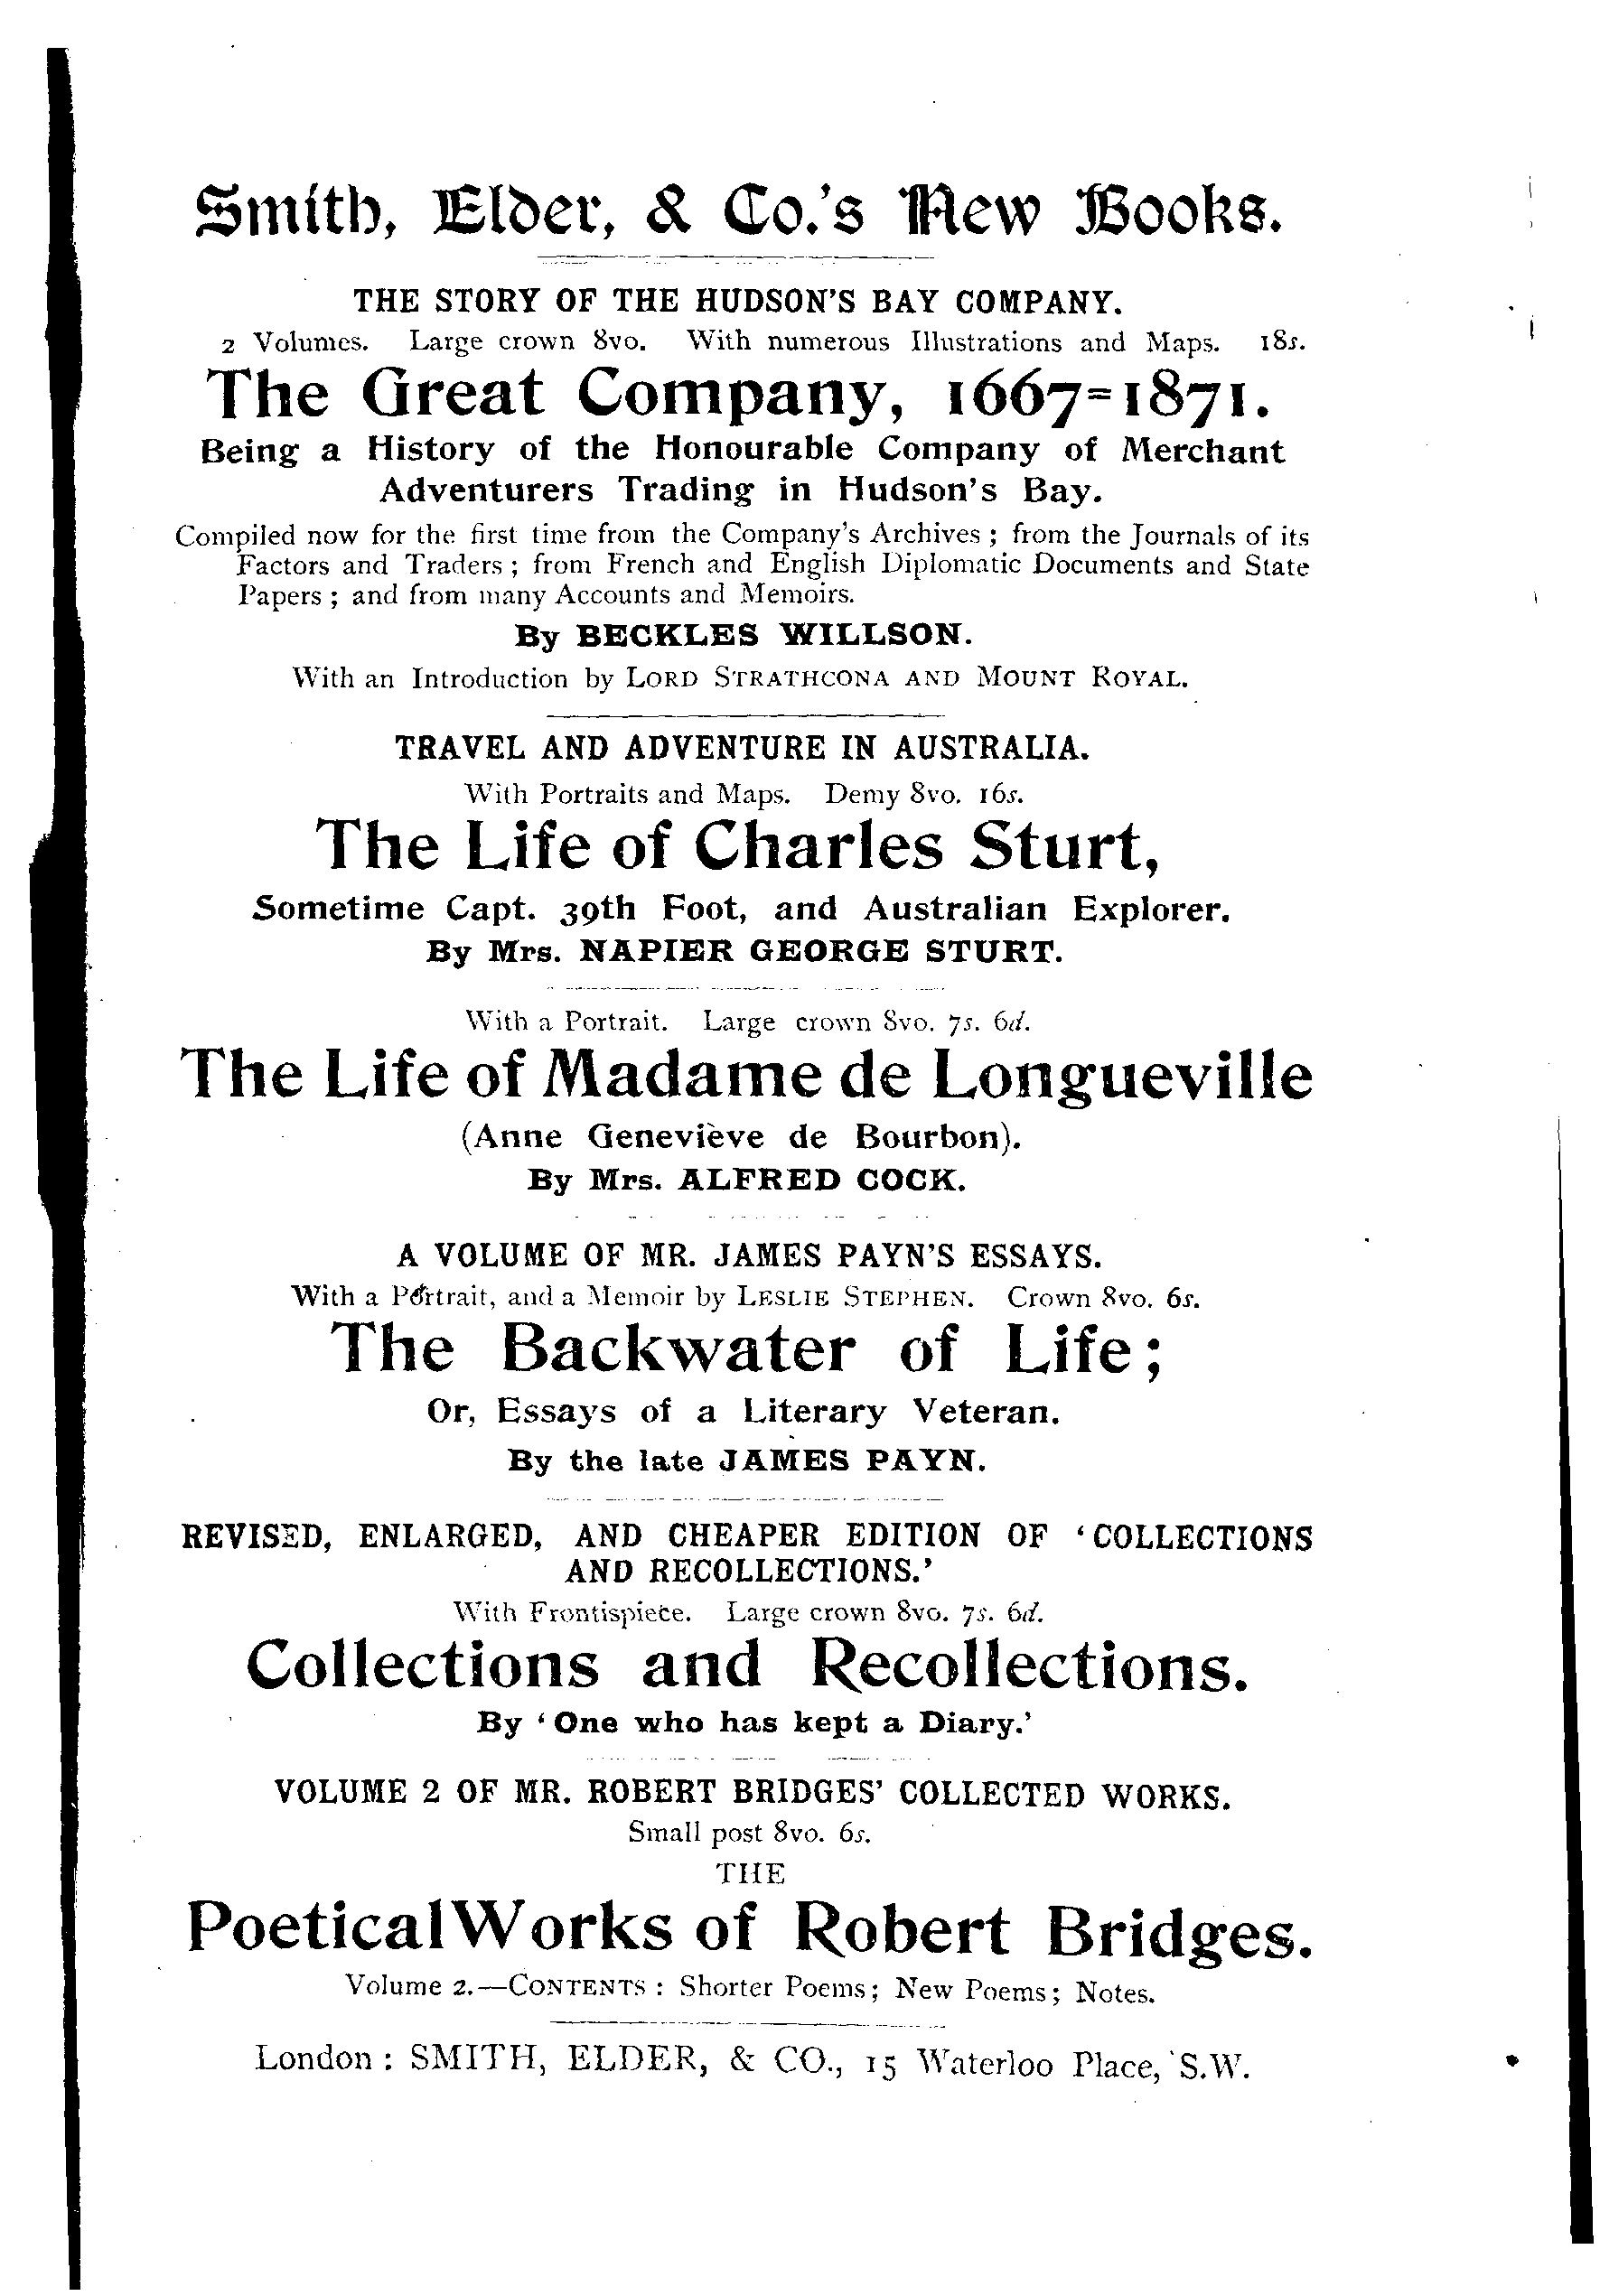 Smith, Elder, & Co.'s New Books.
THE STORY OF THE HUDSON'S BAY COMPANY.
2 Volumes. Large crown 8vo. With numerous Illustrations and Maps. 18s.
The Great Company, 1667=1871.
Being a History of the Honourable Company of Merchant
Adventurers Trading in Hudson's Bay.
Compiled now for the first time from the Company's Archives ; from the Journals of its
Factors and Traders ; from French and English Diplomatic Documents and State
Papers ; and from many Accounts and Memoirs.
By BECKLES WILLSON.
With an Introduction by LORD STRATHCONA AND MOUNT ROYAL.
TRAVEL AND ADVENTURE IN AUSTRALIA.
With Portraits and Maps. Demy 8vo. 16s.
The Life of Charles Sturt,
Sometime Capt. 39th Foot, and Australian Explorer.
By Mrs. NAPIER GEORGE STURT.
With a Portrait. Large crown 8vo. 7s. 6d.
The Life of Madame de Longueville
(Anne Geneviève de Bourbon).
By Mrs. ALFRED COCK.
A VOLUME OF MR. JAMES PAYN'S ESSAYS.
With a Portrait, and a Memoir by LESLIE STEPHEN. Crown 8vo. 6s.
The Backwater of Life ;
Or, Essays of a Literary Veteran.
By the late JAMES PAYN.
REVISED, ENLARGED, AND CHEAPER EDITION OF ‘COLLECTIONS
AND RECOLLECTIONS.’
With Frontispiece. Large crown 8vo. 7s. 6d.
Collections and Recollections.
By ‘One who has kept a Diary.’
VOLUME 2 OF MR. ROBERT BRIDGES' COLLECTED WORKS.
Small post 8vo. 6s.
THE
Poetical Works of Robert Bridges.
Volume 2.—CONTENTS : Shorter Poems ; New Poems ; Notes.
London : SMITH, ELDER, & CO., 15 Waterloo Place, S.W.